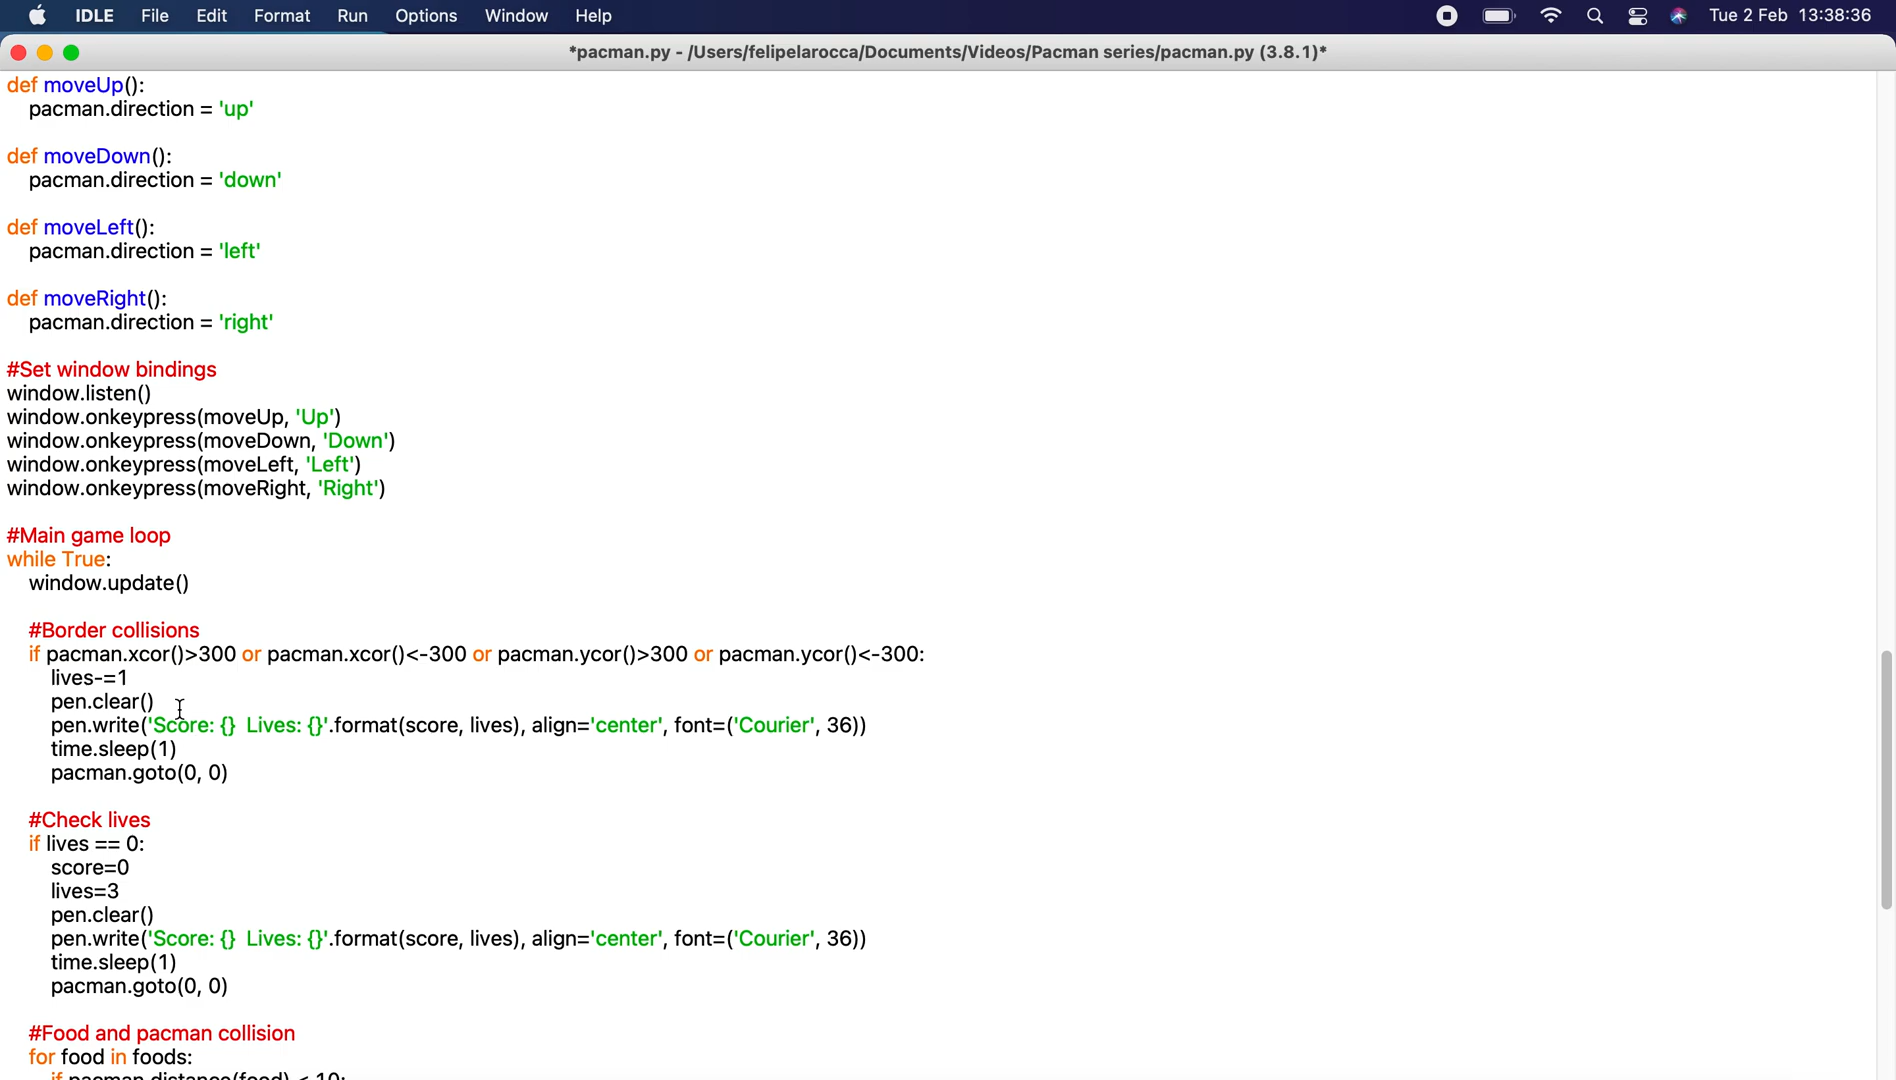 IDLE File Edit Format Run Options Window Help Tue 2 Feb 13:38:36
*pacman.py - /Users/felipelarocca/Documents/Videos/Pacman series/pacman.py (3.8.1)*
def moveUp():
    pacman.direction = 'up'
def moveDown():
    pacman.direction = 'down'
def moveLeft():
    pacman.direction = 'left'
def moveRight():
    pacman.direction = 'right'
#Set window bindings
window.listen()
window.onkeypress(moveUp, 'Up')
window.onkeypress(moveDown, 'Down')
window.onkeypress(moveLeft, 'Left')
window.onkeypress(moveRight, 'Right')
#Main game loop
while True:
    window.update()
    #Border collisions
    if pacman.xcor()>300 or pacman.xcor()<-300 or pacman.ycor()>300 or pacman.ycor()<-300:
        lives-=1
        pen.clear()
        pen.write('Score: {}  Lives: {}'.format(score, lives), align='center', font=('Courier', 36))
        time.sleep(1)
        pacman.goto(0, 0)
    #Check lives
    if lives == 0:
        score=0
        lives=3
        pen.clear()
        pen.write('Score: {}  Lives: {}'.format(score, lives), align='center', font=('Courier', 36))
        time.sleep(1)
        pacman.goto(0, 0)
    #Food and pacman collision
    for food in foods:
        if pacman.distance(food) < 10: